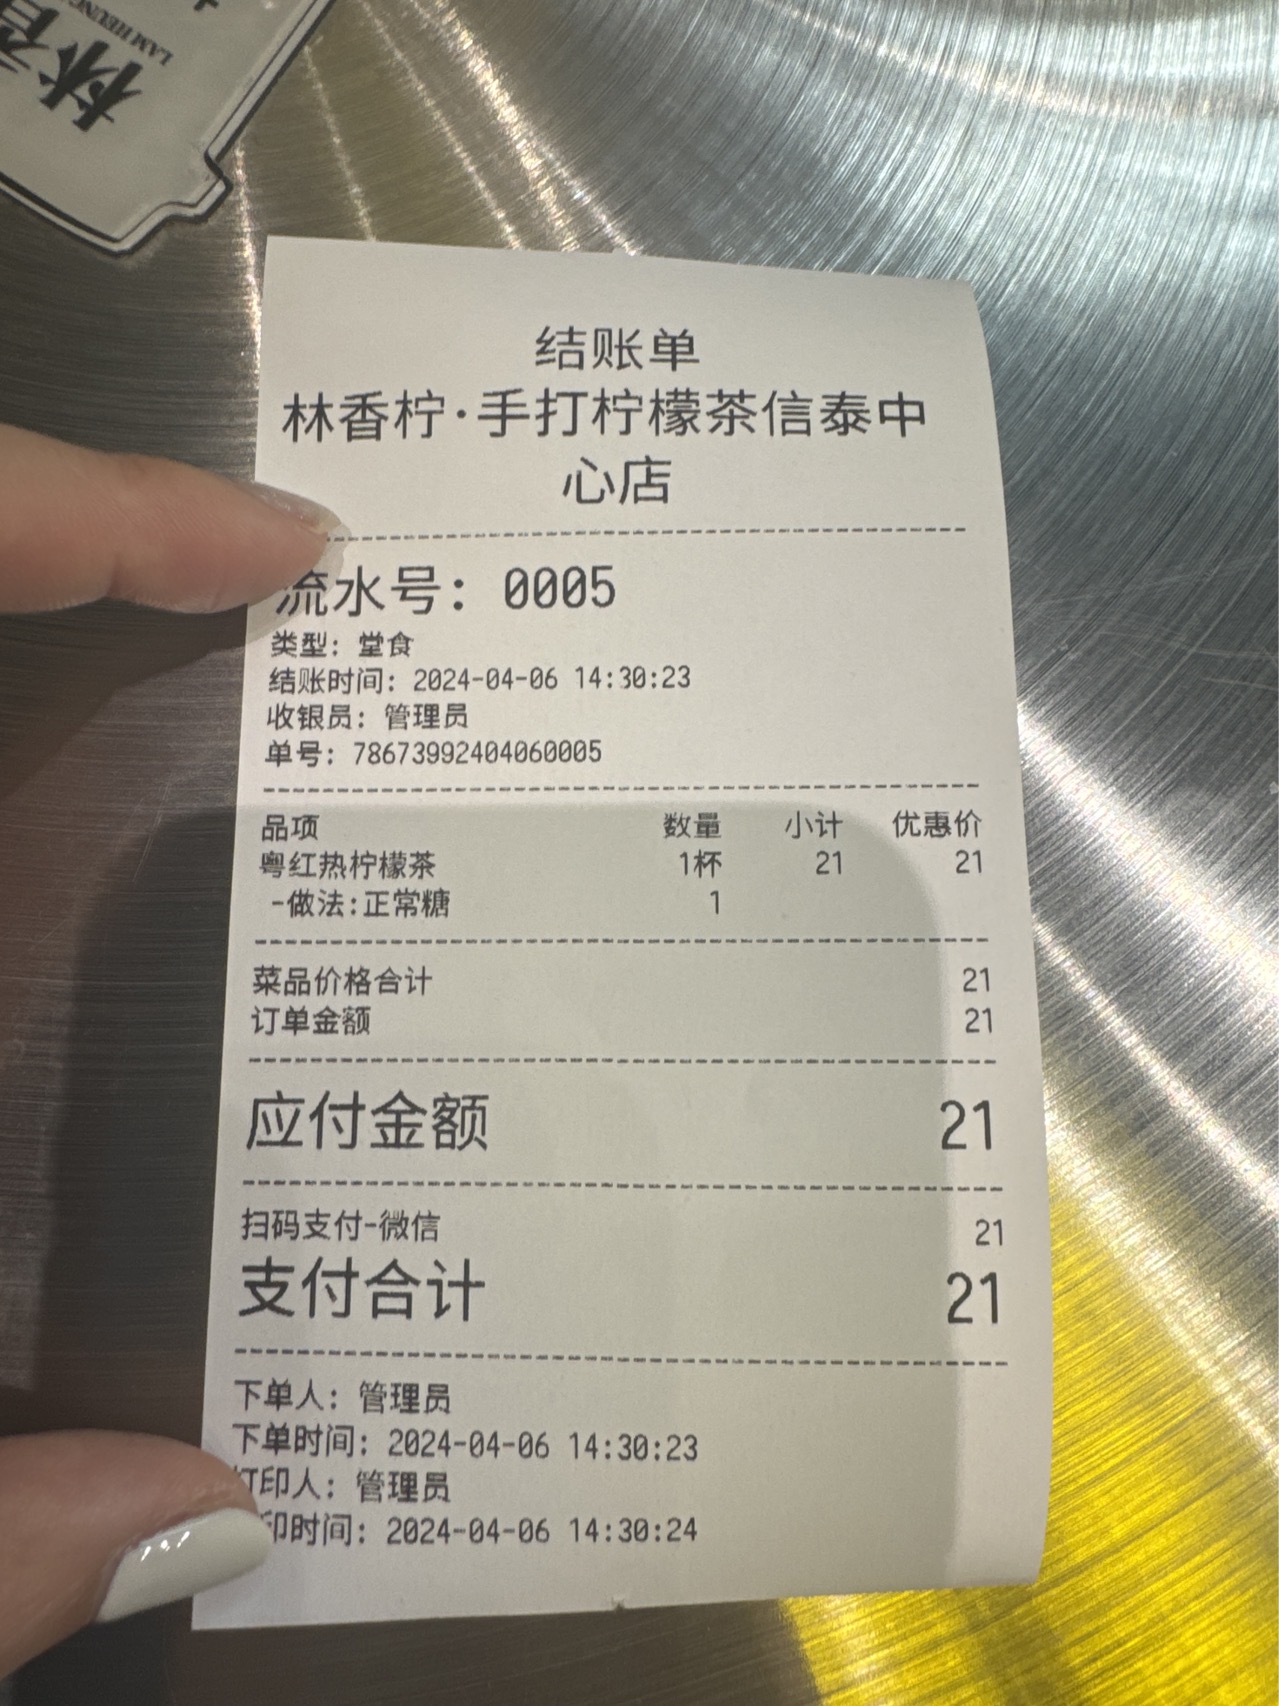 林香
LAM HEUNG
结账单
林香柠·手打柠檬茶信泰中
心店
流水号: 0005
类型: 堂食
结账时间: 2024-04-06 14:30:23
收银员: 管理员
单号: 78673992404060005
品项 数量 小计 优惠价
粤红热柠檬茶 1杯 21 21
-做法:正常糖 1
菜品价格合计 21
订单金额 21
应付金额 21
扫码支付-微信 21
支付合计 21
下单人: 管理员
下单时间: 2024-04-06 14:30:23
打印人: 管理员
印时间: 2024-04-06 14:30:24